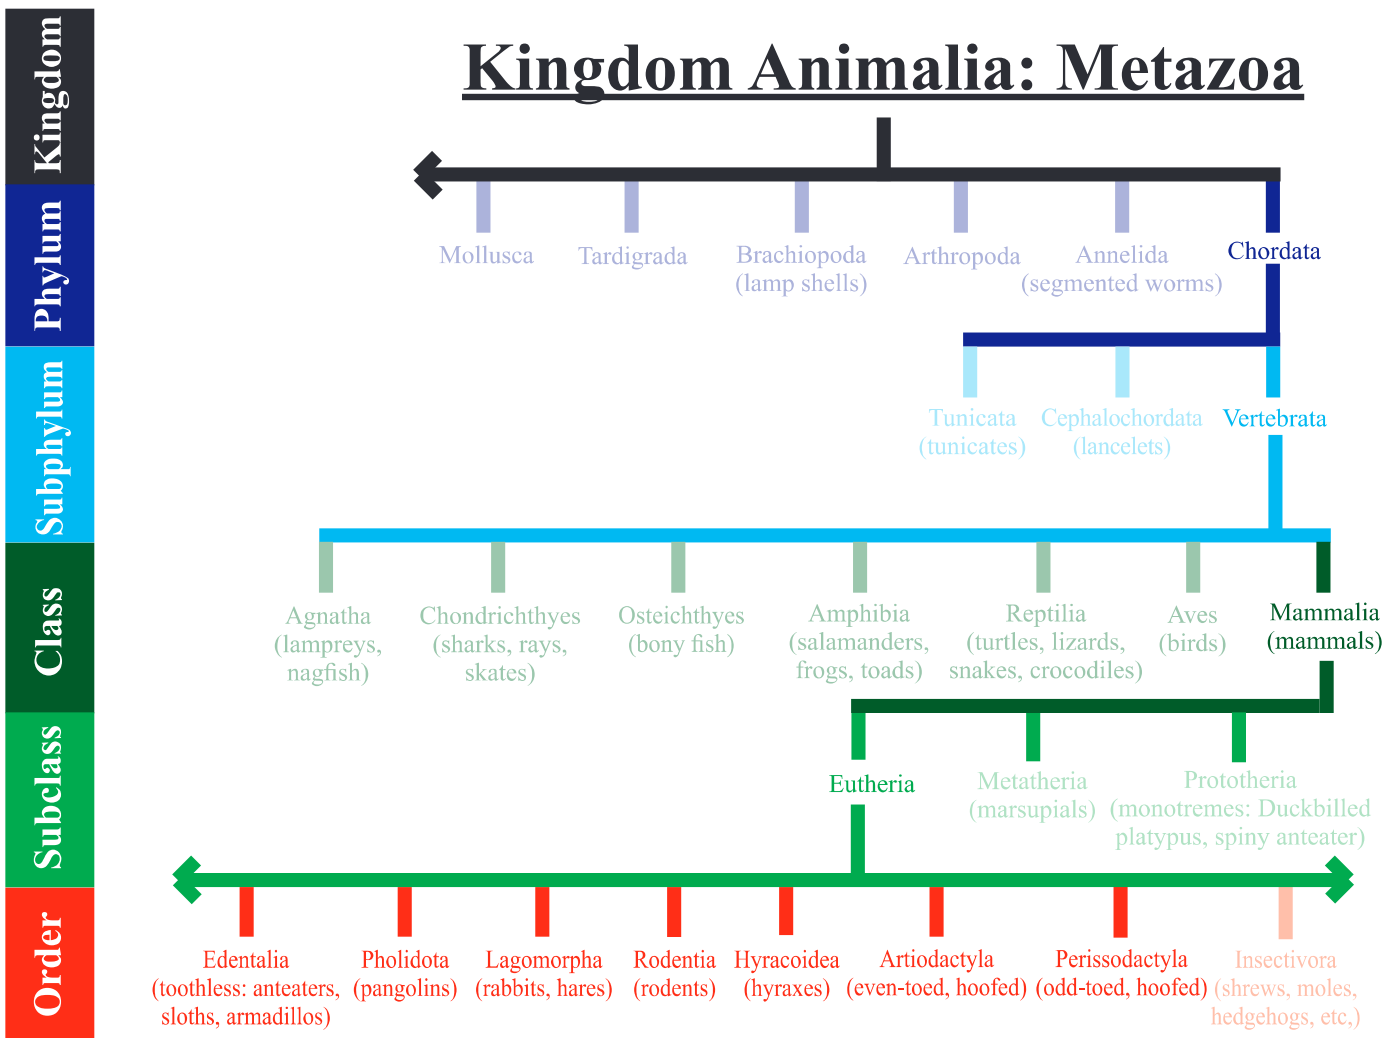 Kingdom
Kingdom Animalia: Metazoa
Phylum
Mollusca
Tardigrada
Brachiopoda
(lamp shells)
Arthropoda
Annelida
(segmented worms)
Chordata
Subphylum
Tunicata
(tunicates)
Cephalochordata
(lancelets)
Vertebrata
Class
Agnatha
(lampreys,
nagfish)
Chondrichthyes
(sharks, rays,
skates)
Osteichthyes
(bony fish)
Amphibia
(salamanders,
frogs, toads)
Reptilia
(turtles, lizards,
snakes, crocodiles)
Aves
(birds)
Mammalia
(mammals)
Subclass
Eutheria
Metatheria
(marsupials)
Prototheria
(monotremes: Duckbilled
platypus, spiny anteater)
Order
Edentalia
(toothless: anteaters,
sloths, armadillos)
Pholidota
(pangolins)
Lagomorpha
(rabbits, hares)
Rodentia
(rodents)
Hyracoidea
(hyraxes)
Artiodactyla
(even-toed, hoofed)
Perissodactyla
(odd-toed, hoofed)
Insectivora
(shrews, moles,
hedgehogs, etc,)